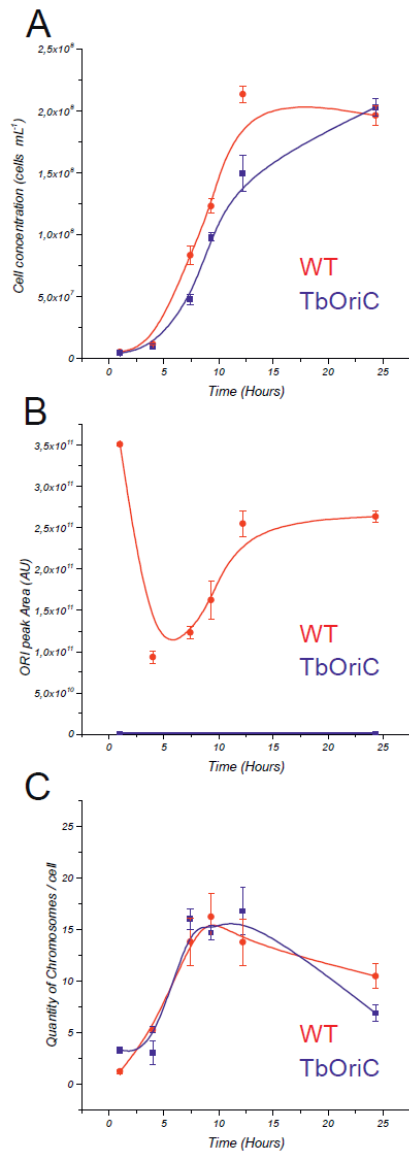 A
Cell concentration (cells mL⁻¹)
2,5x10⁸
2,0x10⁸
1,5x10⁸
1,0x10⁸
5,0x10⁷
0
WT
TbOriC
0 5 10 15 20 25
Time (Hours)
B
ORI peak Area (AU)
3,5x10¹¹
3,0x10¹¹
2,5x10¹¹
2,0x10¹¹
1,5x10¹¹
1,0x10¹¹
5,0x10¹⁰
0
WT
TbOriC
0 5 10 15 20 25
Time (Hours)
C
Quantity of Chromosomes / cell
25
20
15
10
5
0
WT
TbOriC
0 5 10 15 20 25
Time (Hours)